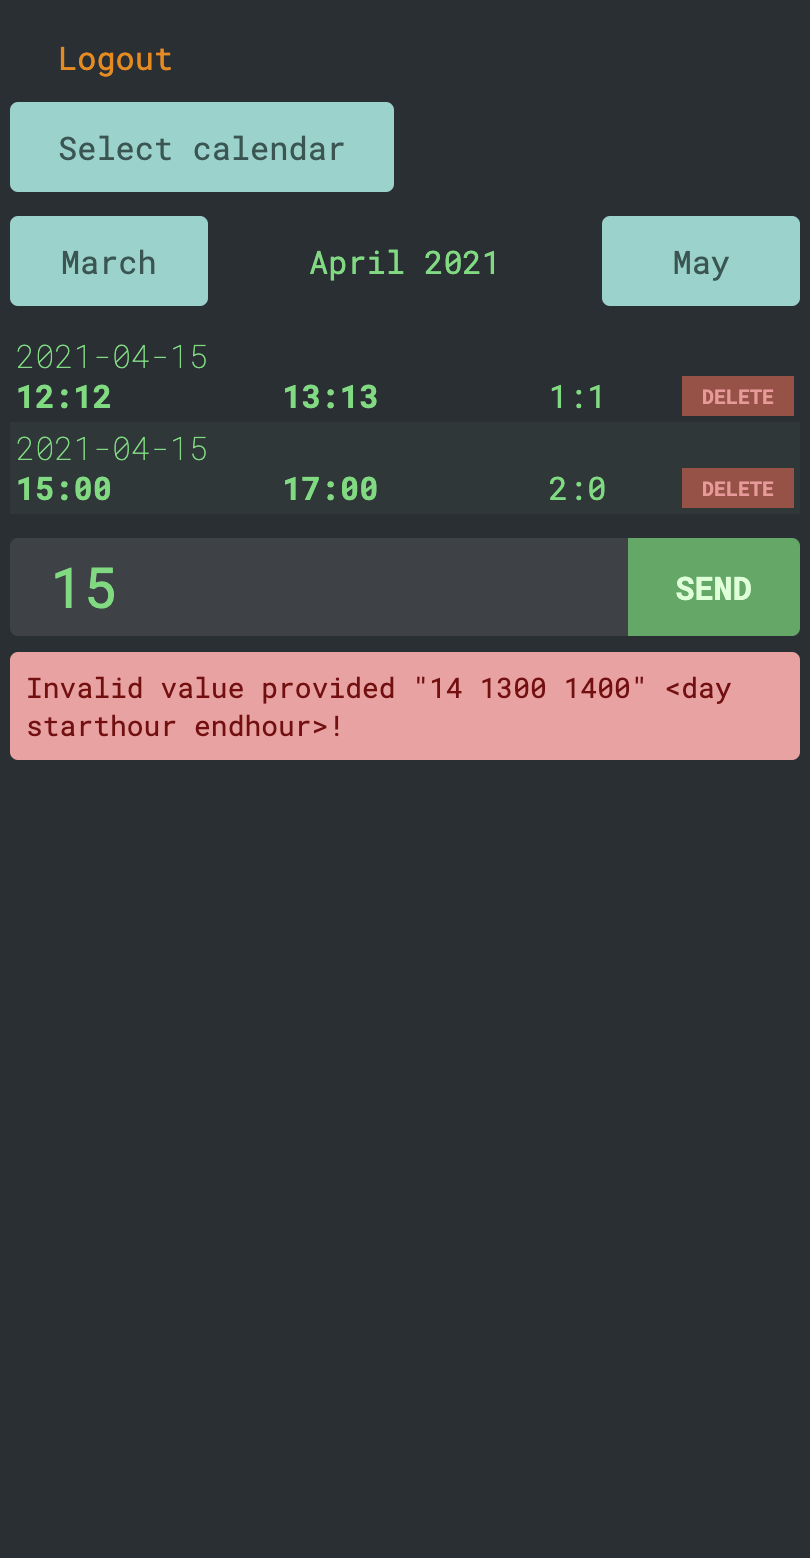 Logout
Select calendar
March April 2021 May
2021-04-15
12:12 13:13 1:1 DELETE
2021-04-15
15:00 17:00 2:0 DELETE
15 SEND
Invalid value provided "14 1300 1400" <day
starthour endhour>!